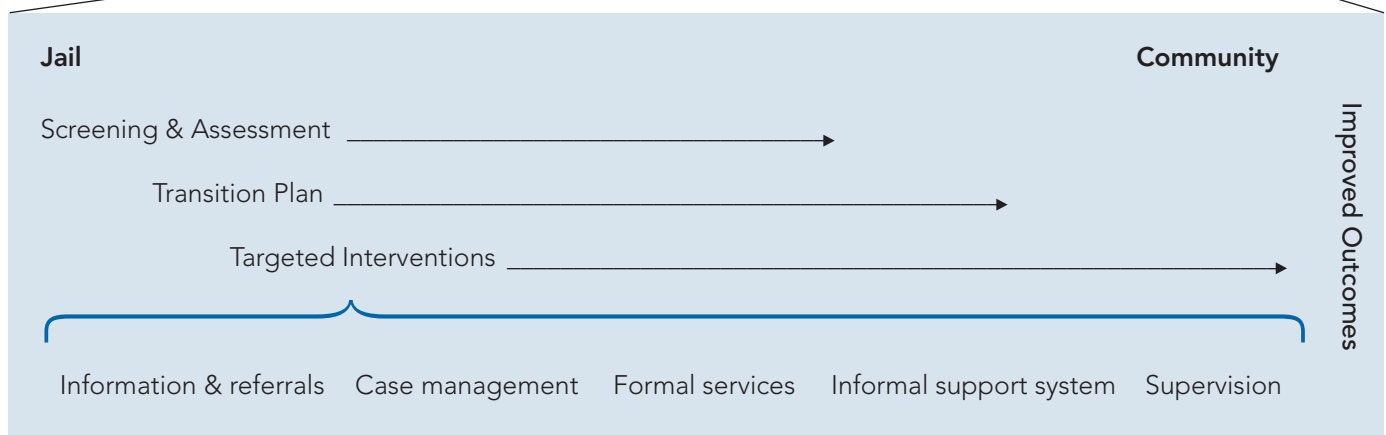 Jail Community
Screening & Assessment
Transition Plan
Targeted Interventions
Improved Outcomes
Information & referrals Case management Formal services Informal support system Supervision